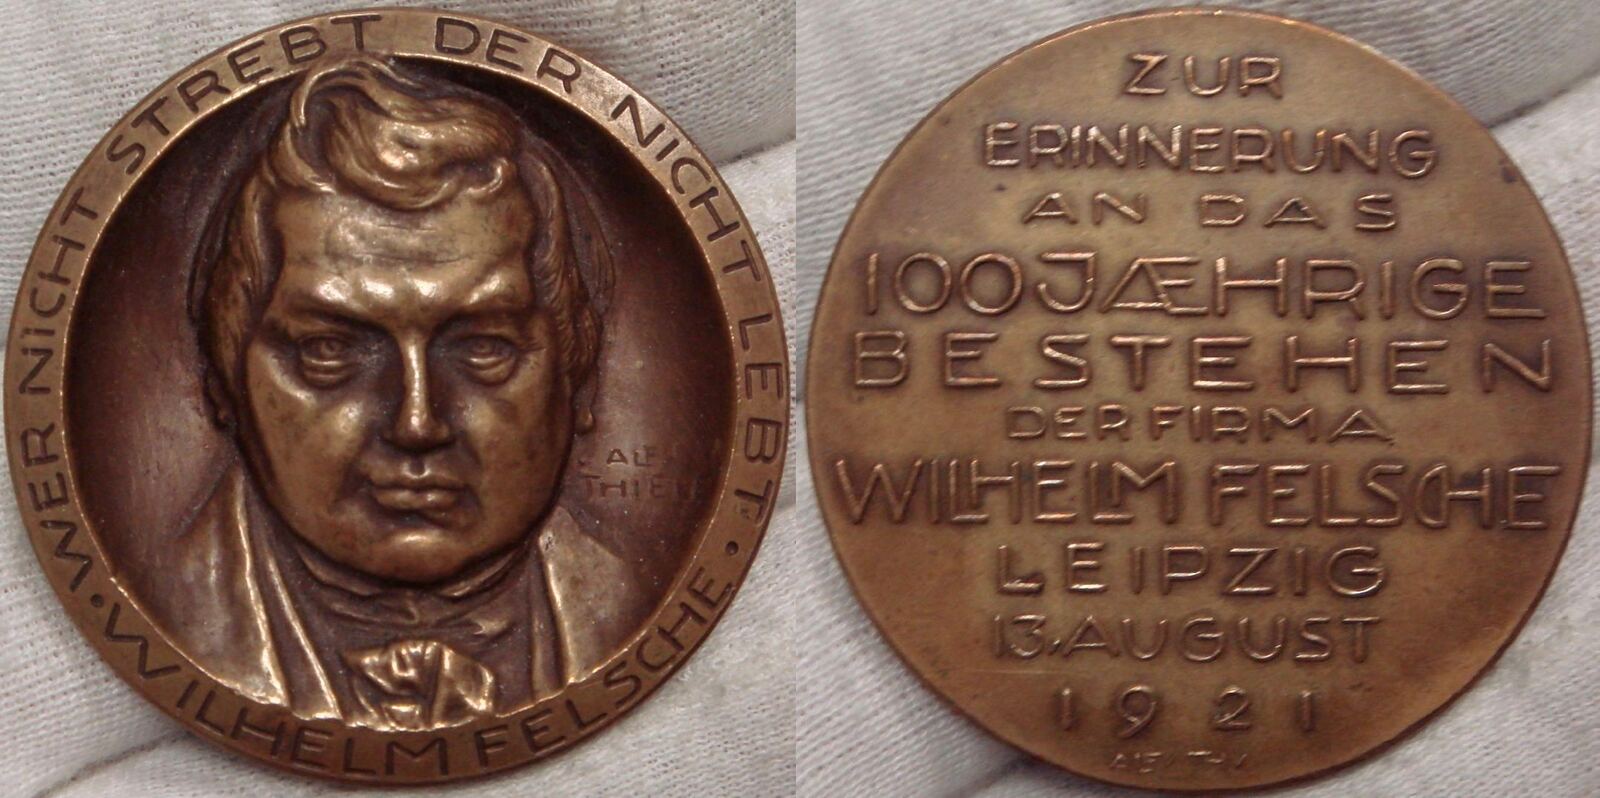 WER NICHT STREBT DER NICHT LEBT · WILHELM FELSCHE ·
ALEX
THIELE
ZUR
ERINNERUNG
AN DAS
100 JÆHRIGE
BESTEHEN
DER FIRMA
WILHELM FELSCHE
LEIPZIG
13. AUGUST
1921